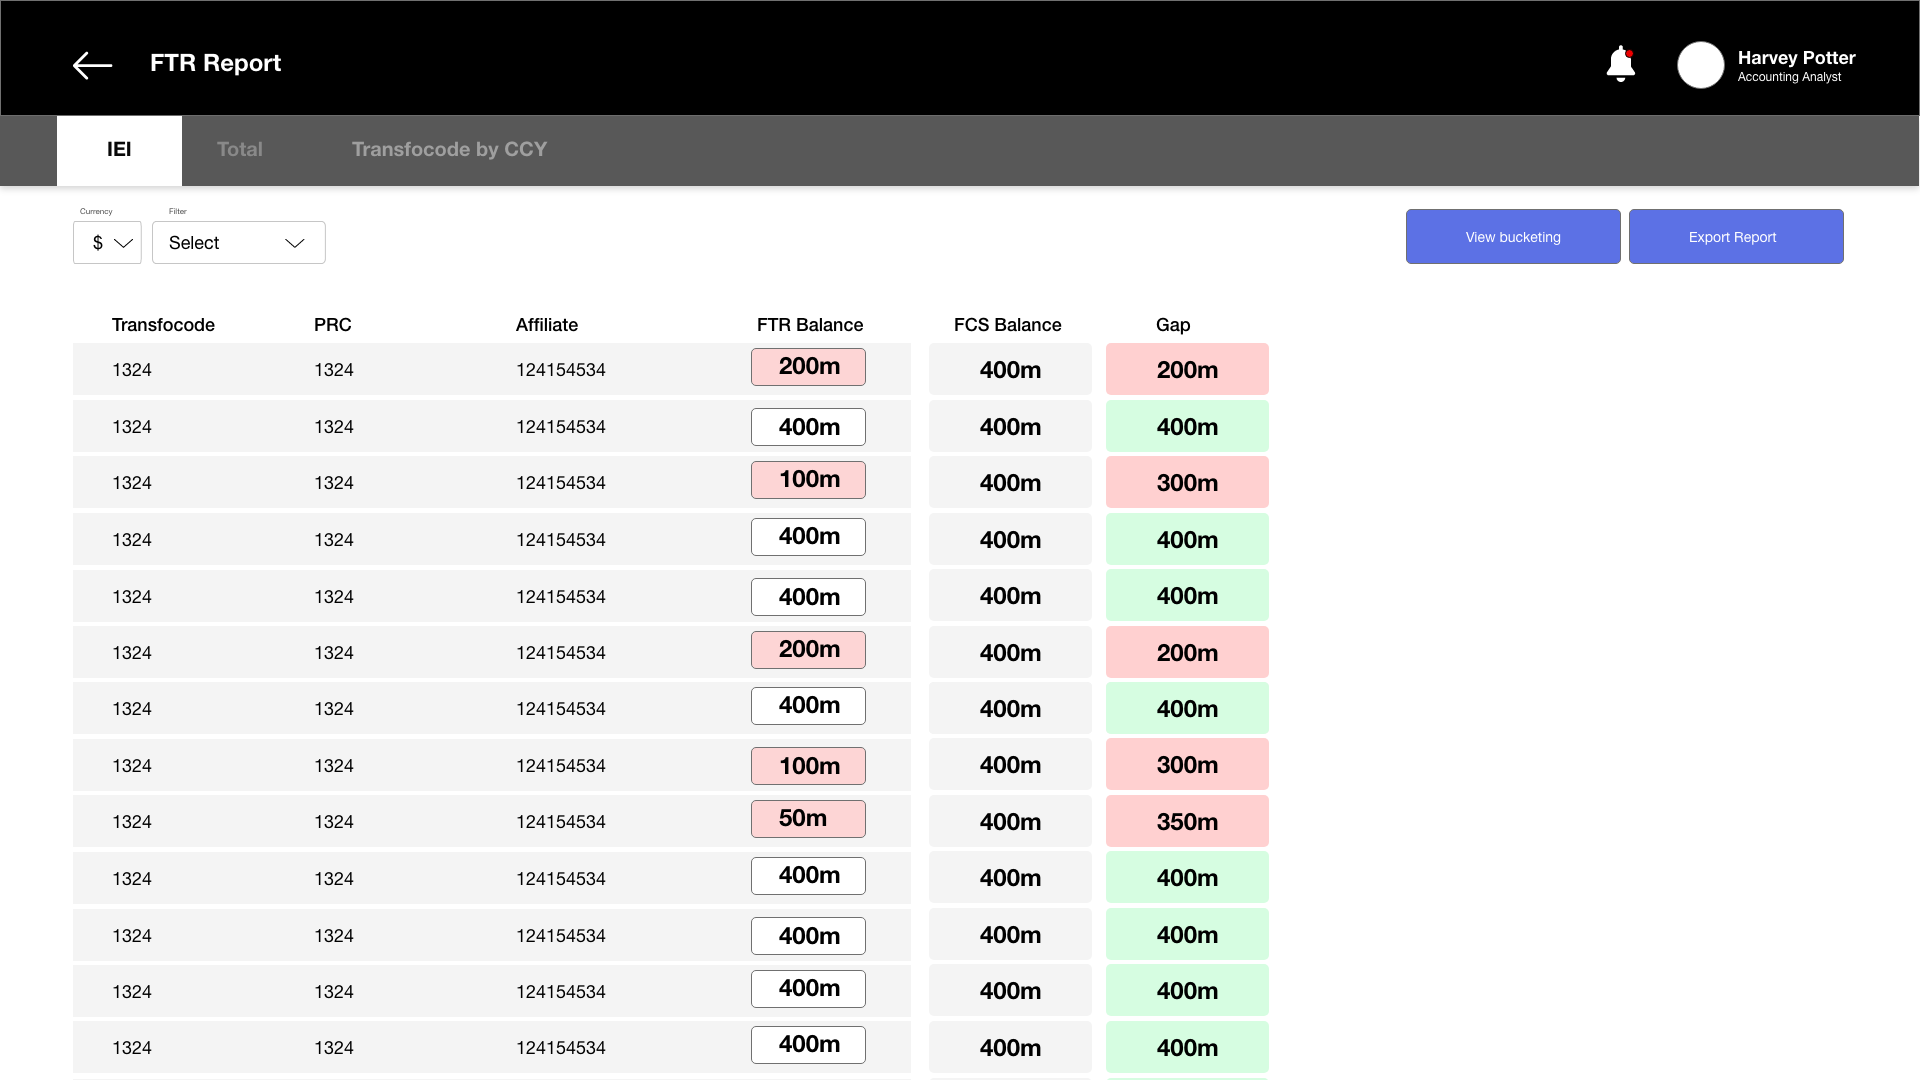 FTR Report
Harvey Potter
Accounting Analyst
IEI Total Transfocode by CCY
Currency Filter
$ Select View bucketing Export Report
Transfocode PRC Affiliate FTR Balance FCS Balance Gap
1324 1324 124154534 200m 400m 200m
1324 1324 124154534 400m 400m 400m
1324 1324 124154534 100m 400m 300m
1324 1324 124154534 400m 400m 400m
1324 1324 124154534 400m 400m 400m
1324 1324 124154534 200m 400m 200m
1324 1324 124154534 400m 400m 400m
1324 1324 124154534 100m 400m 300m
1324 1324 124154534 50m 400m 350m
1324 1324 124154534 400m 400m 400m
1324 1324 124154534 400m 400m 400m
1324 1324 124154534 400m 400m 400m
1324 1324 124154534 400m 400m 400m